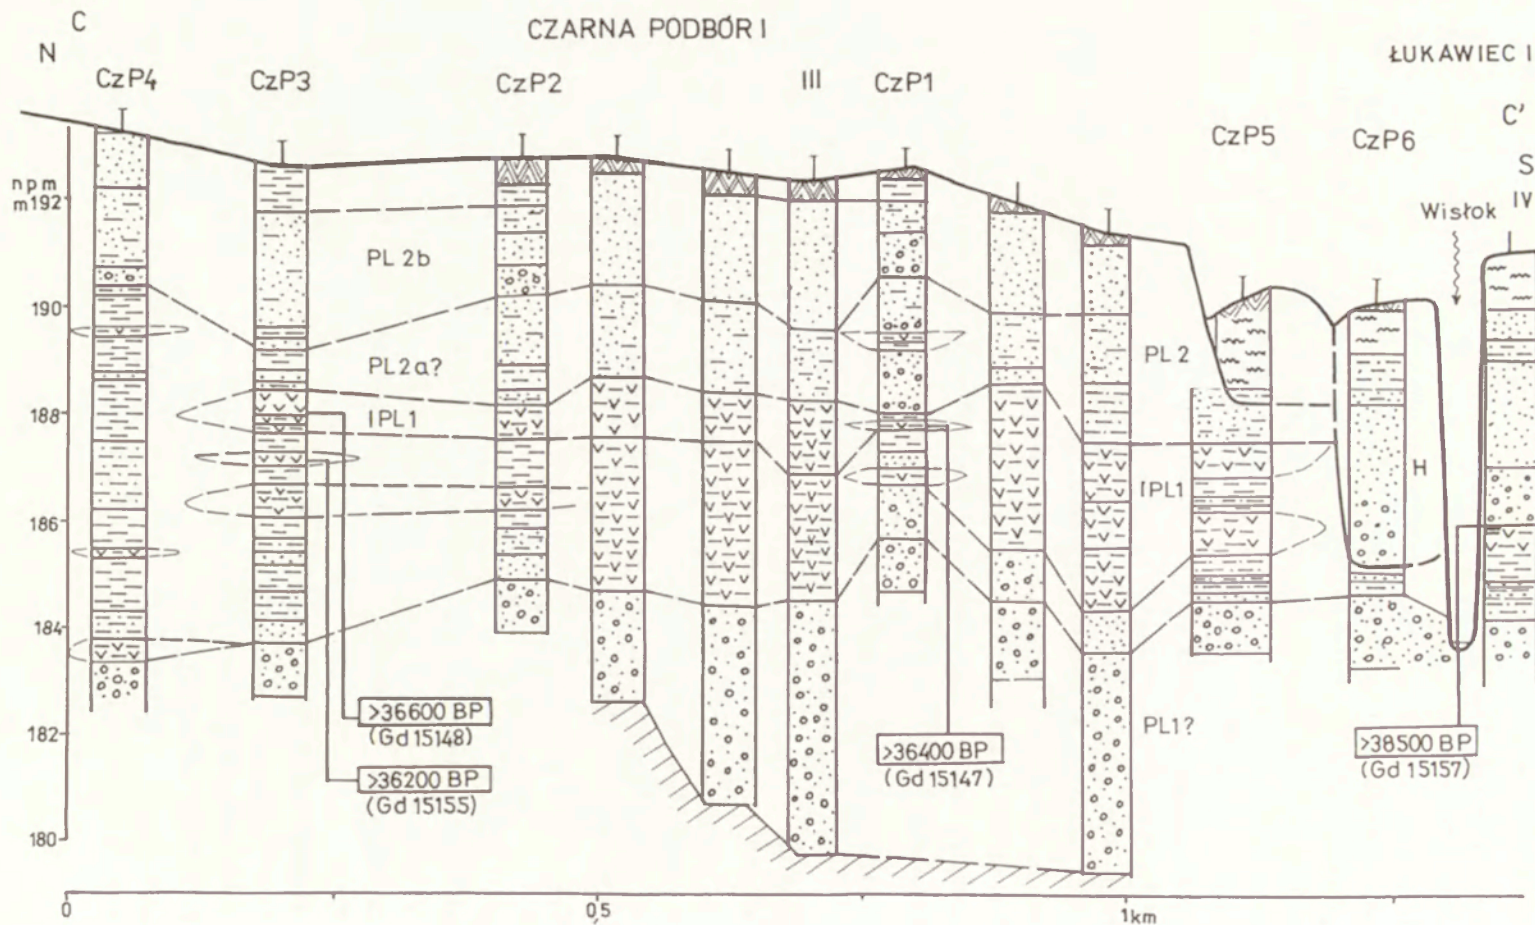 C
N
CZARNA PODBÓR I
ŁUKAWIEC I
CzP4
CzP3
CzP2
III
CzP1
CzP5
CzP6
C'
S
IV
Wisłok
npm
m192
190
188
186
184
182
180
PL 2b
PL2a?
IPL1
PL 2
IPL1
H
PL1?
>36600 BP
(Gd 15148)
>36200 BP
(Gd 15155)
>36400 BP
(Gd 15147)
>38500 BP
(Gd 15157)
0
0,5
1km